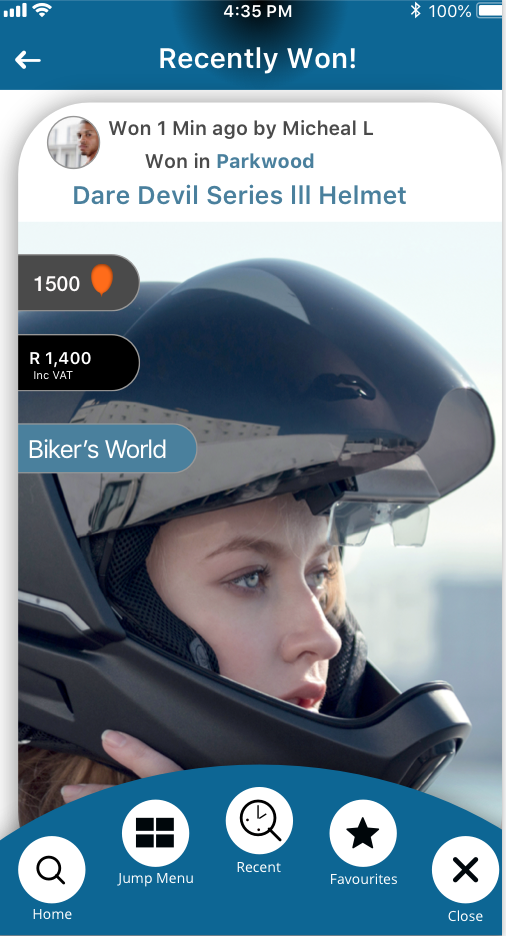 4:35 PM
100%
Recently Won!
Won 1 Min ago by Micheal L
Won in Parkwood
Dare Devil Series lll Helmet
1500
R 1,400
Inc VAT
Biker's World
Home
Jump Menu
Recent
Favourites
Close